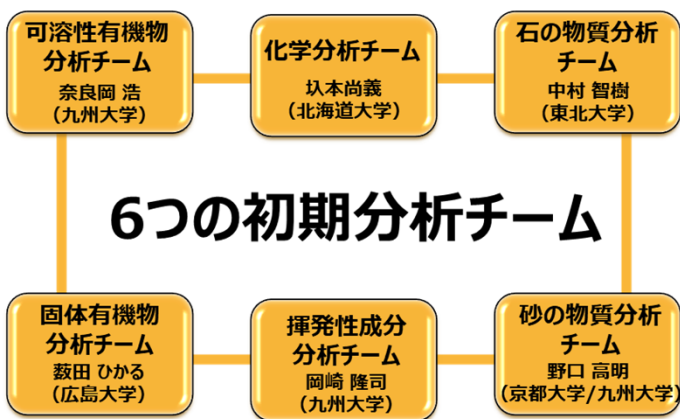 可溶性有機物
分析チーム
奈良岡 浩
(九州大学)
化学分析チーム
圦本尚義
(北海道大学)
石の物質分析
チーム
中村 智樹
(東北大学)
6つの初期分析チーム
固体有機物
分析チーム
薮田 ひかる
(広島大学)
揮発性成分
分析チーム
岡崎 隆司
(九州大学)
砂の物質分析
チーム
野口 高明
(京都大学/九州大学)